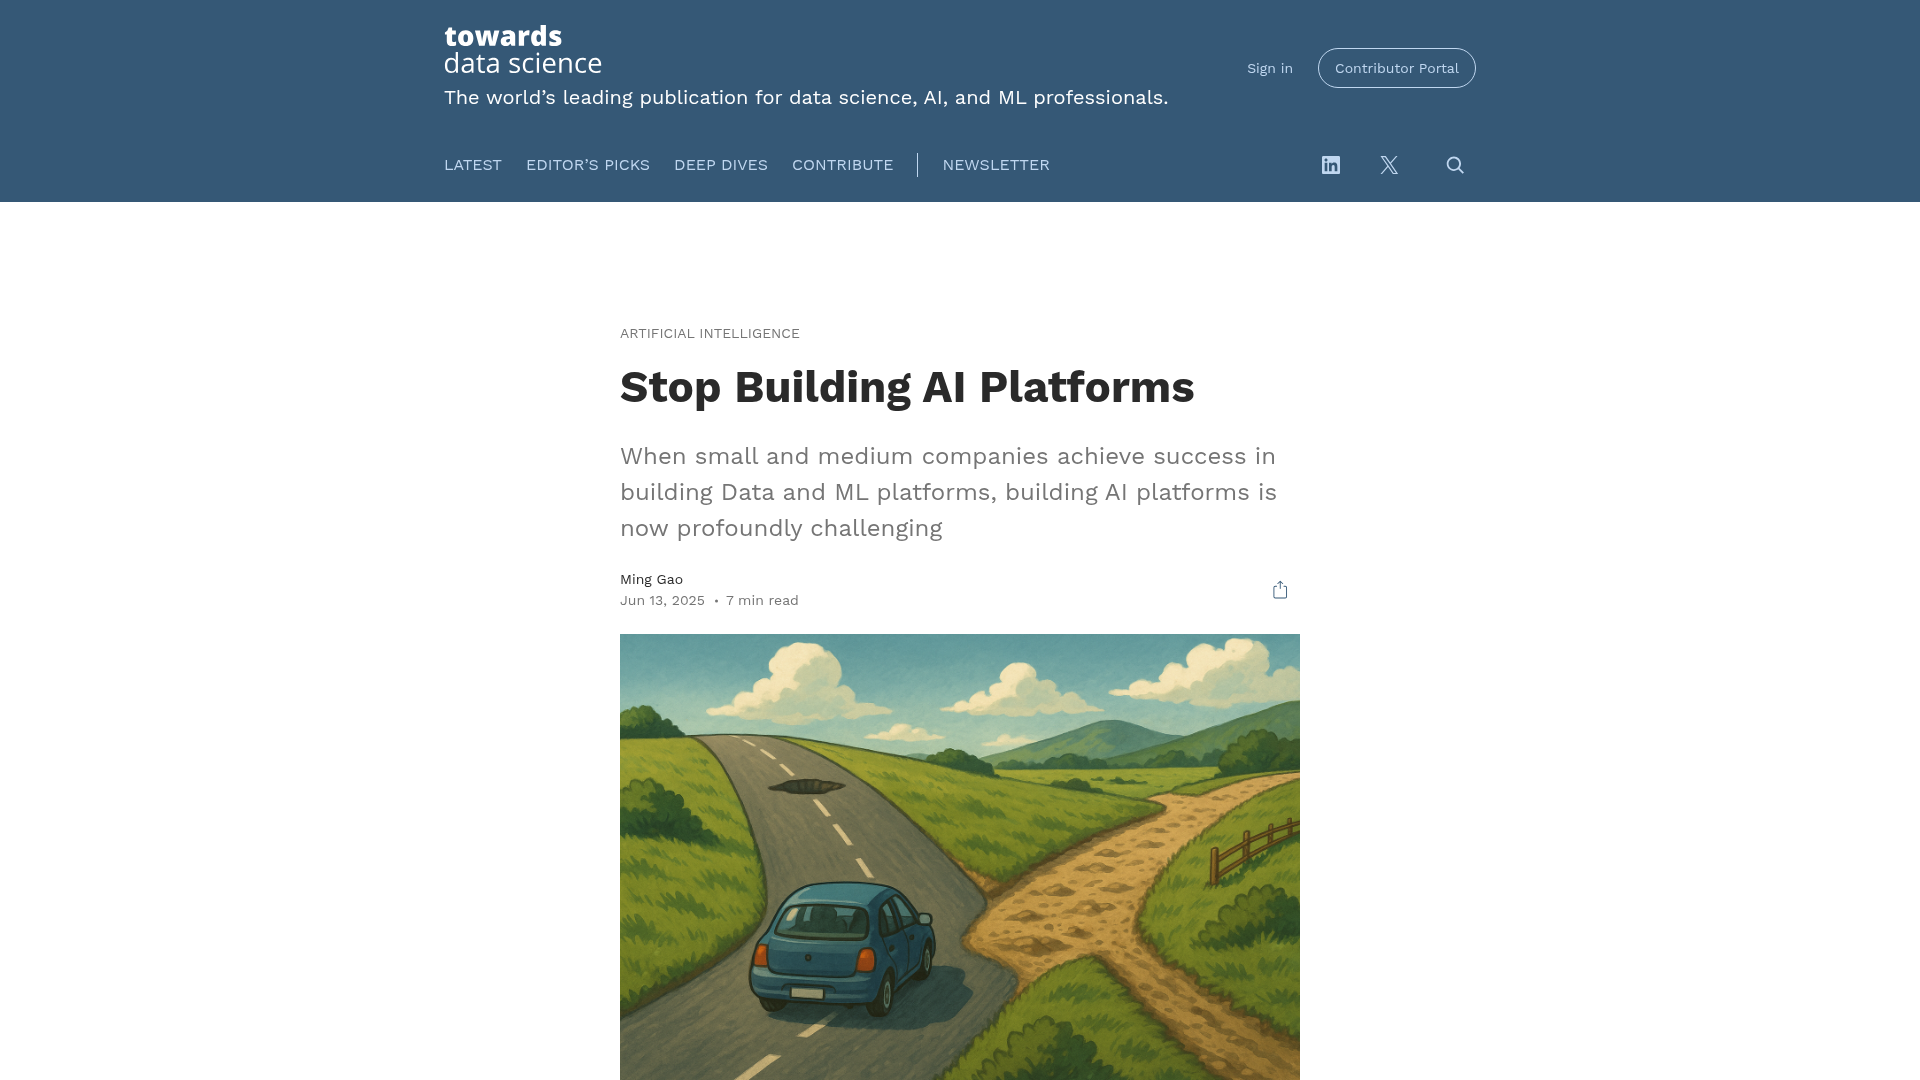 towards
data science
The world’s leading publication for data science, AI, and ML professionals.
Sign in
Contributor Portal
LATEST
EDITOR’S PICKS
DEEP DIVES
CONTRIBUTE
NEWSLETTER
ARTIFICIAL INTELLIGENCE
Stop Building AI Platforms
When small and medium companies achieve success in
building Data and ML platforms, building AI platforms is
now profoundly challenging
Ming Gao
Jun 13, 2025 • 7 min read